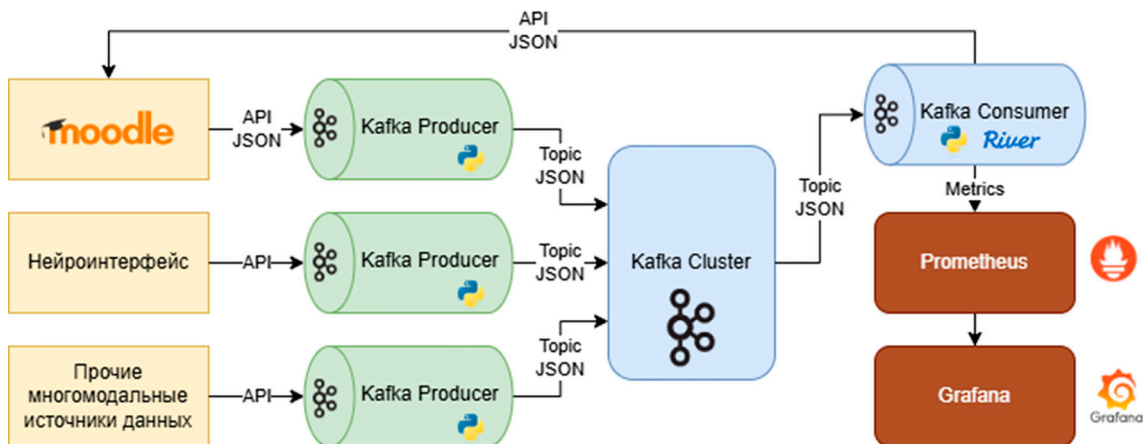 API
JSON
moodle
API
JSON
Kafka Producer
Topic
JSON
Kafka Consumer
River
Metrics
Нейроинтерфейс
API
Kafka Producer
Topic
JSON
Kafka Cluster
Topic
JSON
Prometheus
Прочие
многомодальные
источники данных
API
Kafka Producer
Topic
JSON
Grafana
Grafana